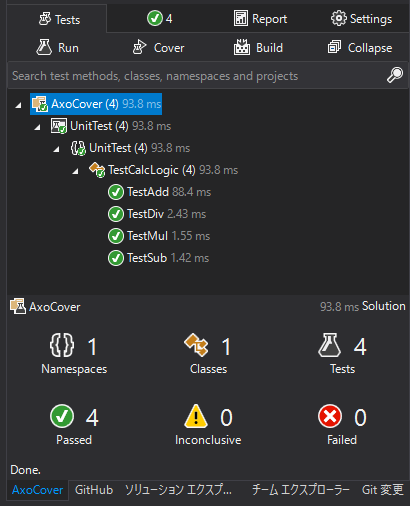 Tests 4 Report Settings
Run Cover Build Collapse
Search test methods, classes, namespaces and projects
AxoCover (4) 93.8 ms
UnitTest (4) 93.8 ms
UnitTest (4) 93.8 ms
TestCalcLogic (4) 93.8 ms
TestAdd 88.4 ms
TestDiv 2.43 ms
TestMul 1.55 ms
TestSub 1.42 ms
AxoCover 93.8 ms Solution
1 1 4
Namespaces Classes Tests
4 0 0
Passed Inconclusive Failed
Done.
AxoCover GitHub ソリューション エクスプ... チーム エクスプローラー Git 変更